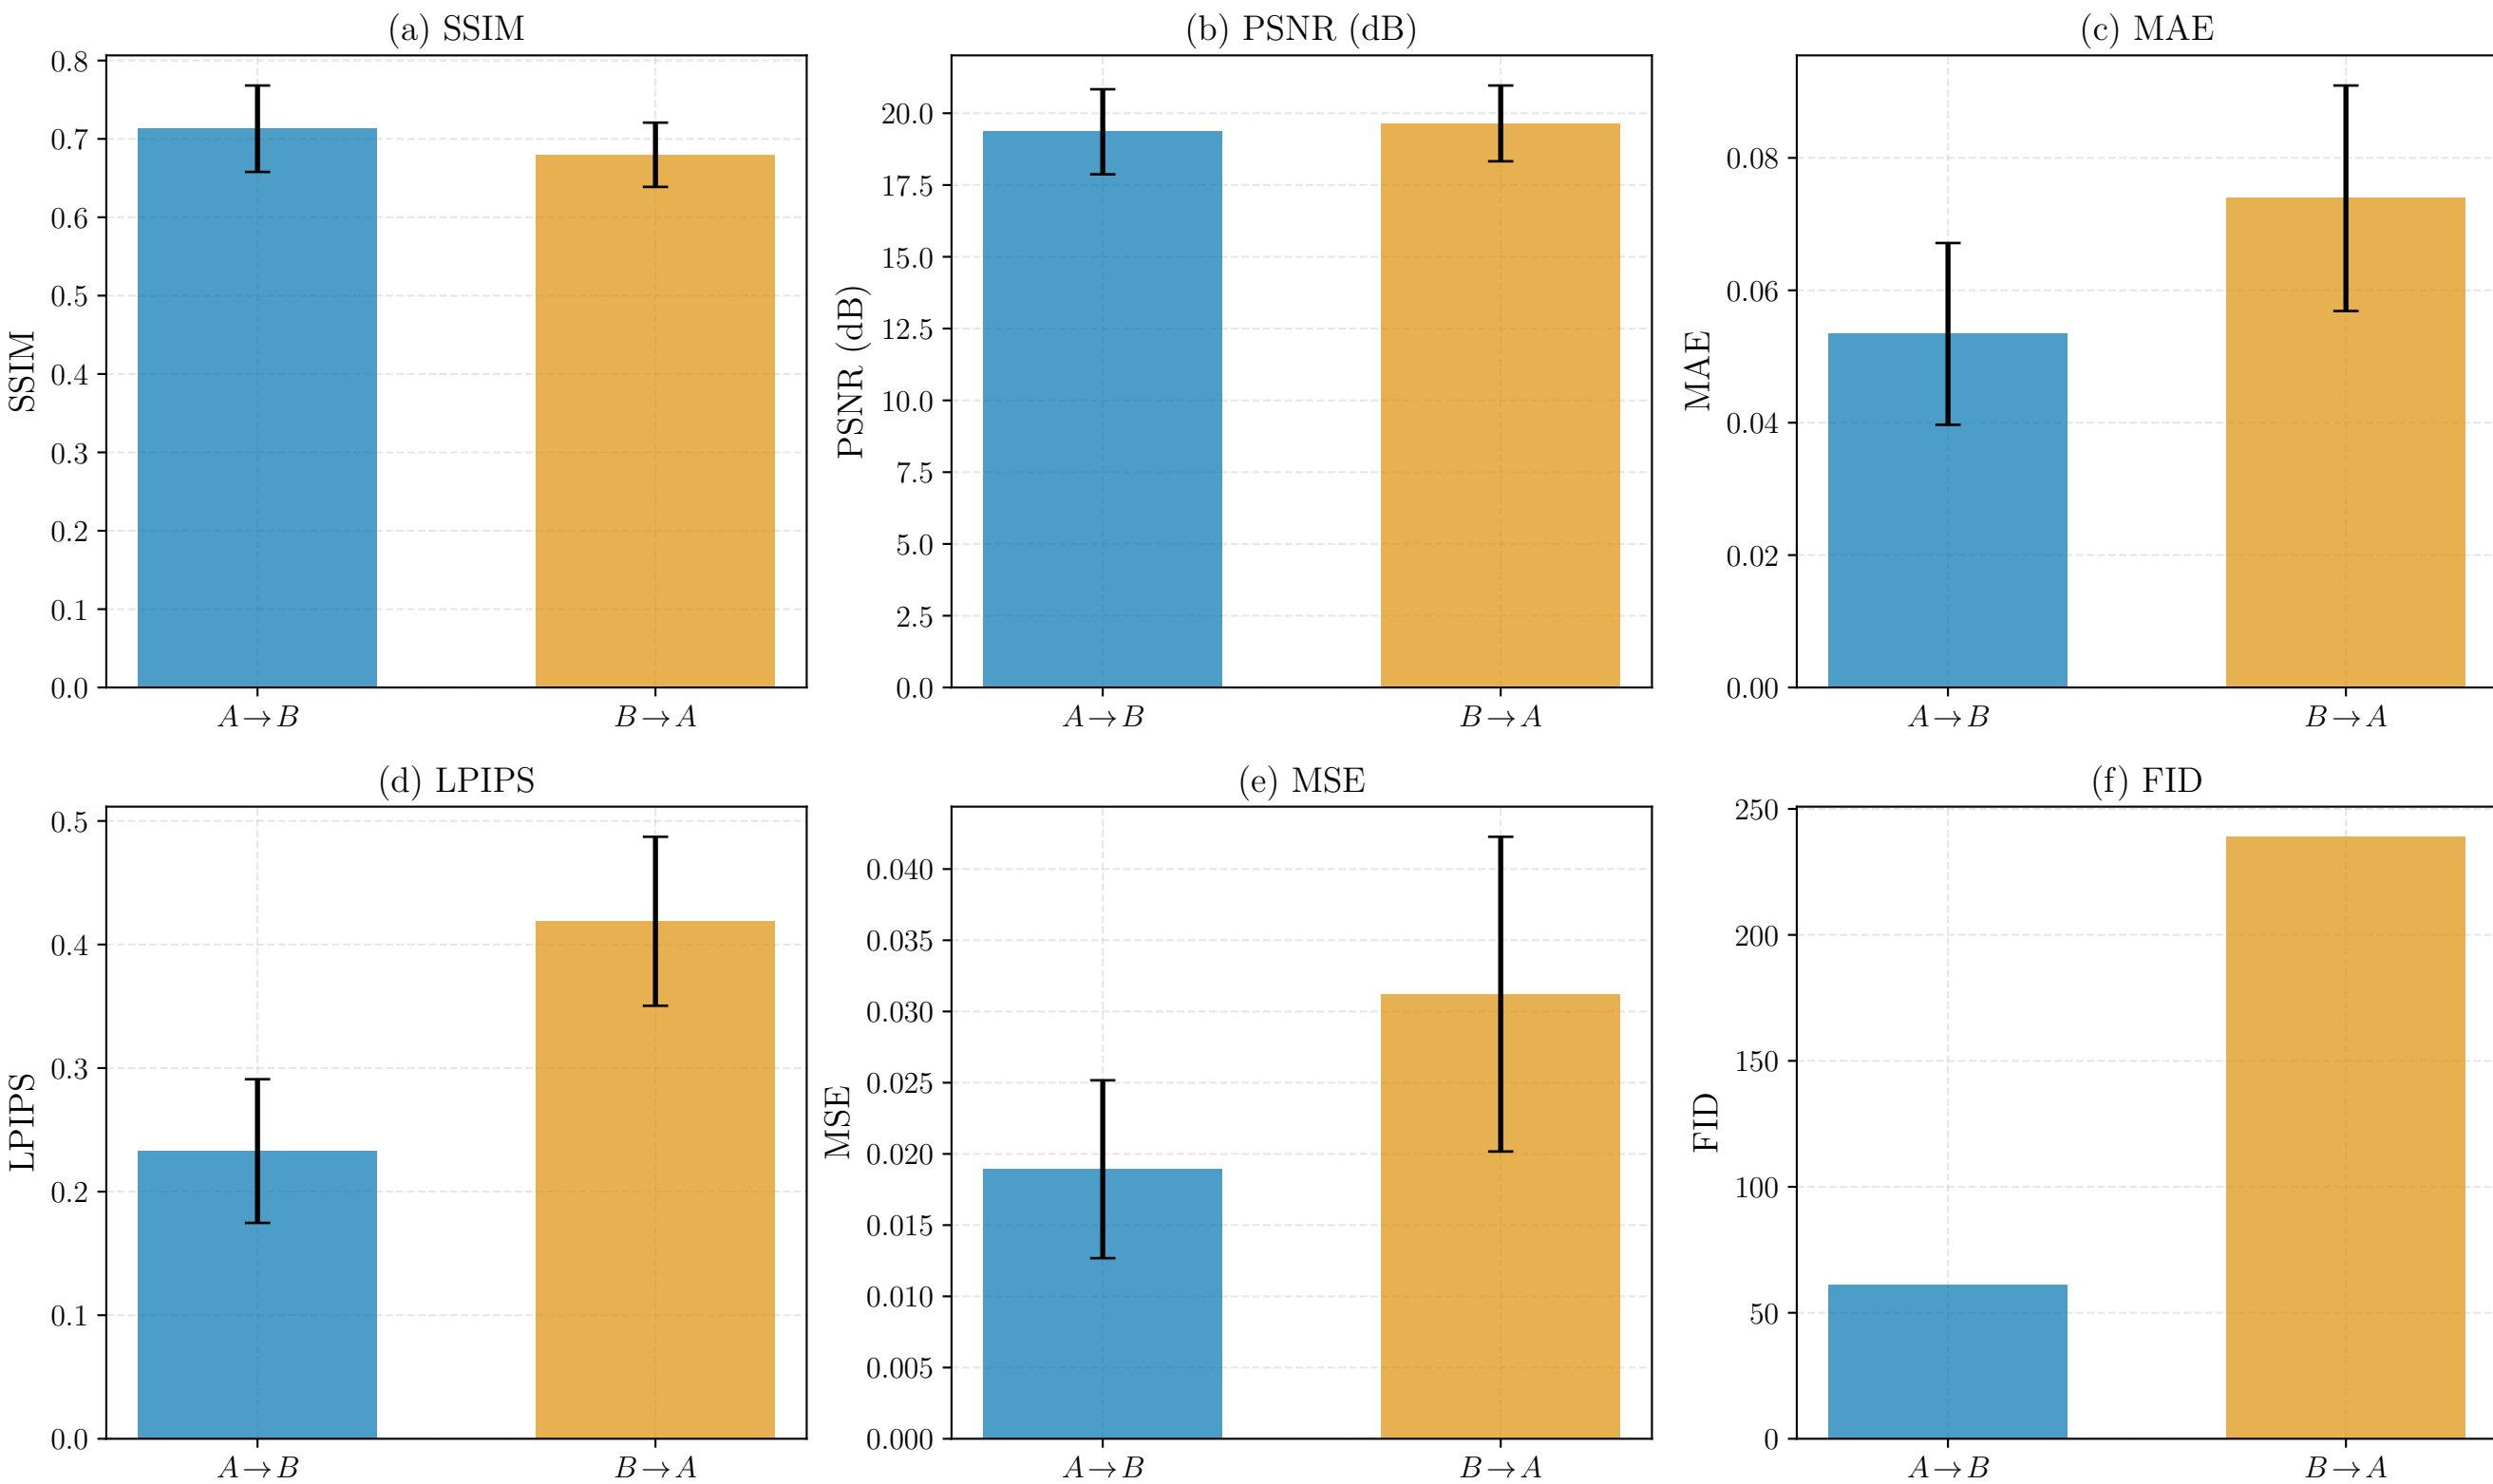 (a) SSIM
0.8
0.7
0.6
0.5
0.4
0.3
0.2
0.1
0.0
SSIM
A→B
B→A
(b) PSNR (dB)
20.0
17.5
15.0
12.5
10.0
7.5
5.0
2.5
0.0
PSNR (dB)
A→B
B→A
(c) MAE
0.08
0.06
0.04
0.02
0.00
MAE
A→B
B→A
(d) LPIPS
0.5
0.4
0.3
0.2
0.1
0.0
LPIPS
A→B
B→A
(e) MSE
0.040
0.035
0.030
0.025
0.020
0.015
0.010
0.005
0.000
MSE
A→B
B→A
(f) FID
250
200
150
100
50
0
FID
A→B
B→A